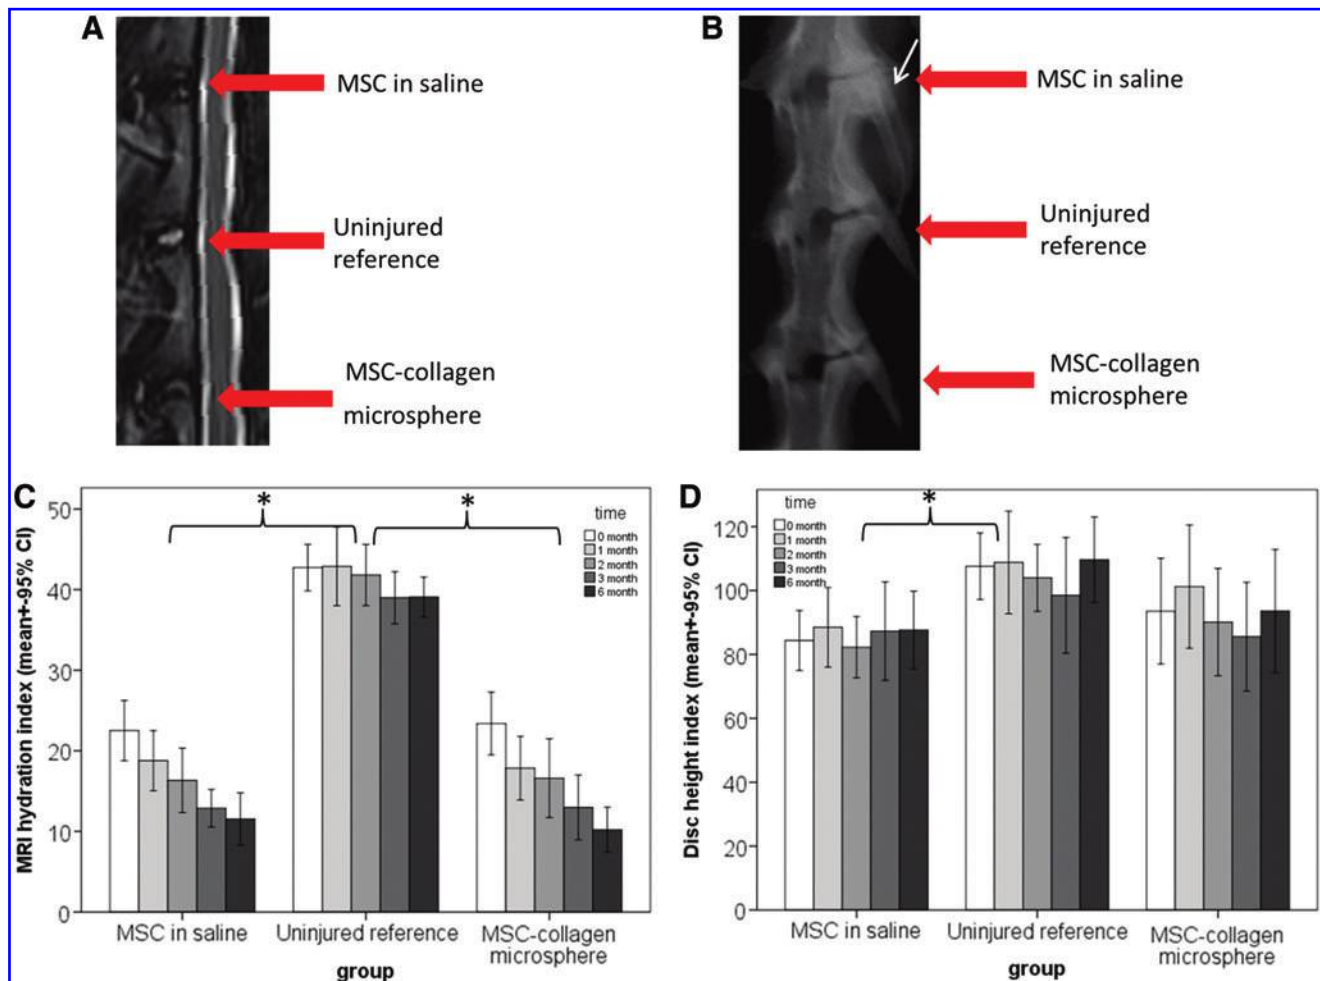 A
MSC in saline
Uninjured
reference
MSC-collagen
microsphere
B
MSC in saline
Uninjured
reference
MSC-collagen
microsphere
C
MRI hydration index (mean+-95% CI)
50
40
30
20
10
0
*
*
time
0 month
1 month
2 month
3 month
6 month
MSC in saline
Uninjured reference
MSC-collagen
microsphere
group
D
Disc height index (mean+-95% CI)
120
100
80
60
40
20
0
*
time
0 month
1 month
2 month
3 month
6 month
MSC in saline
Uninjured reference
MSC-collagen
microsphere
group